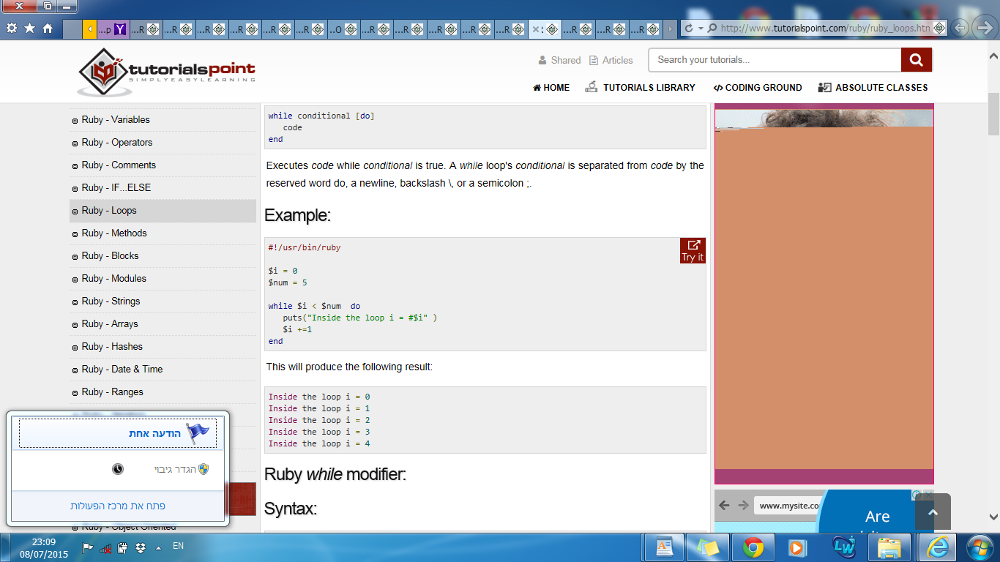 ...p
...R
...R
...R
...R
...R
...R
...O
...R
...R
...R
...R
...R
...R
...R
...R
http://www.tutorialspoint.com/ruby/ruby_loops.htn
tutorialspoint
SIMPLYEASYLEARNING
Shared
Articles
Search your tutorials...
HOME
TUTORIALS LIBRARY
</> CODING GROUND
ABSOLUTE CLASSES
Ruby - Variables
Ruby - Operators
Ruby - Comments
Ruby - IF...ELSE
Ruby - Loops
Ruby - Methods
Ruby - Blocks
Ruby - Modules
Ruby - Strings
Ruby - Arrays
Ruby - Hashes
Ruby - Date & Time
Ruby - Ranges
Ruby - Object Oriented
while conditional [do]
   code
end
Executes code while conditional is true. A while loop's conditional is separated from code by the
reserved word do, a newline, backslash \, or a semicolon ;.
Example:
Try it
#!/usr/bin/ruby
$i = 0
$num = 5
while $i < $num  do
   puts("Inside the loop i = #$i" )
   $i +=1
end
This will produce the following result:
Inside the loop i = 0
Inside the loop i = 1
Inside the loop i = 2
Inside the loop i = 3
Inside the loop i = 4
Ruby while modifier:
Syntax:
www.mysite.co
Are
הודעה אחת
הגדר גיבוי
פתח את מרכז הפעולות
23:09
08/07/2015
EN